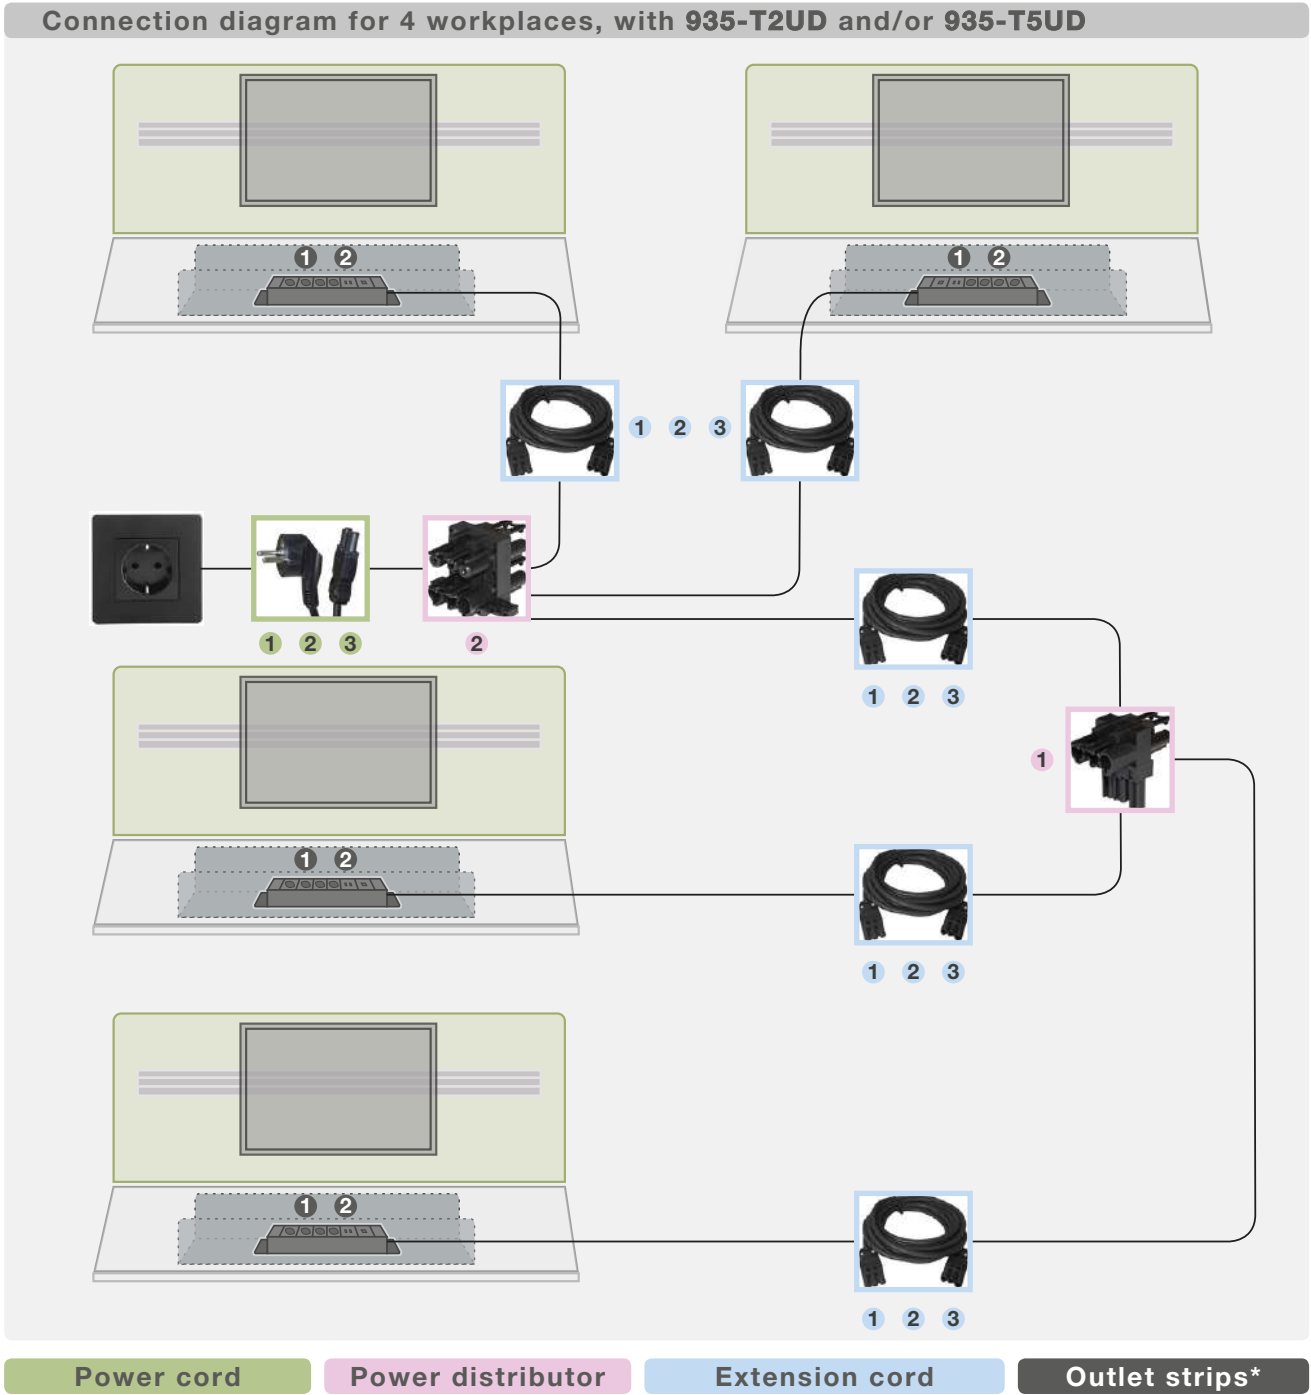 Connection diagram for 4 workplaces, with 935-T2UD and/or 935-T5UD
1 2
1 2
1 2 3
1 2 3
2
1 2 3
1
1 2
1 2 3
1 2
1 2 3
Power cord
Power distributor
Extension cord
Outlet strips*